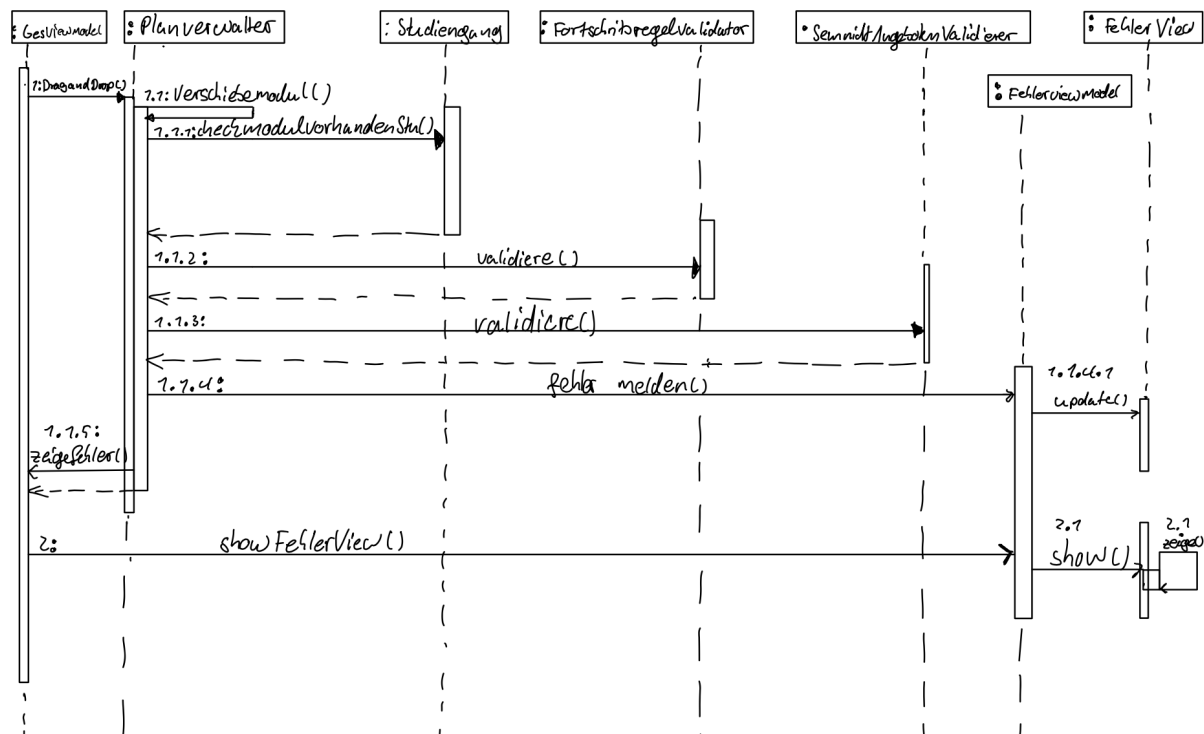 : GesViewModel
: Planverwalter
: Studiengang
: Fortschritsregelvalidator
: Fehler View
: Fehlerviewmodel
1:DragandDrop()
1.1: Verschiebemodul()
1.1.1:checkmodulvorhandenStu()
1.1.2: validiere()
1.1.3: validiere()
1.1.4: fehler melden()
1.1.4.1
update()
1.1.5:
zeigefehler()
2: showFehlerView()
2.1
show()
2.1
zeige()